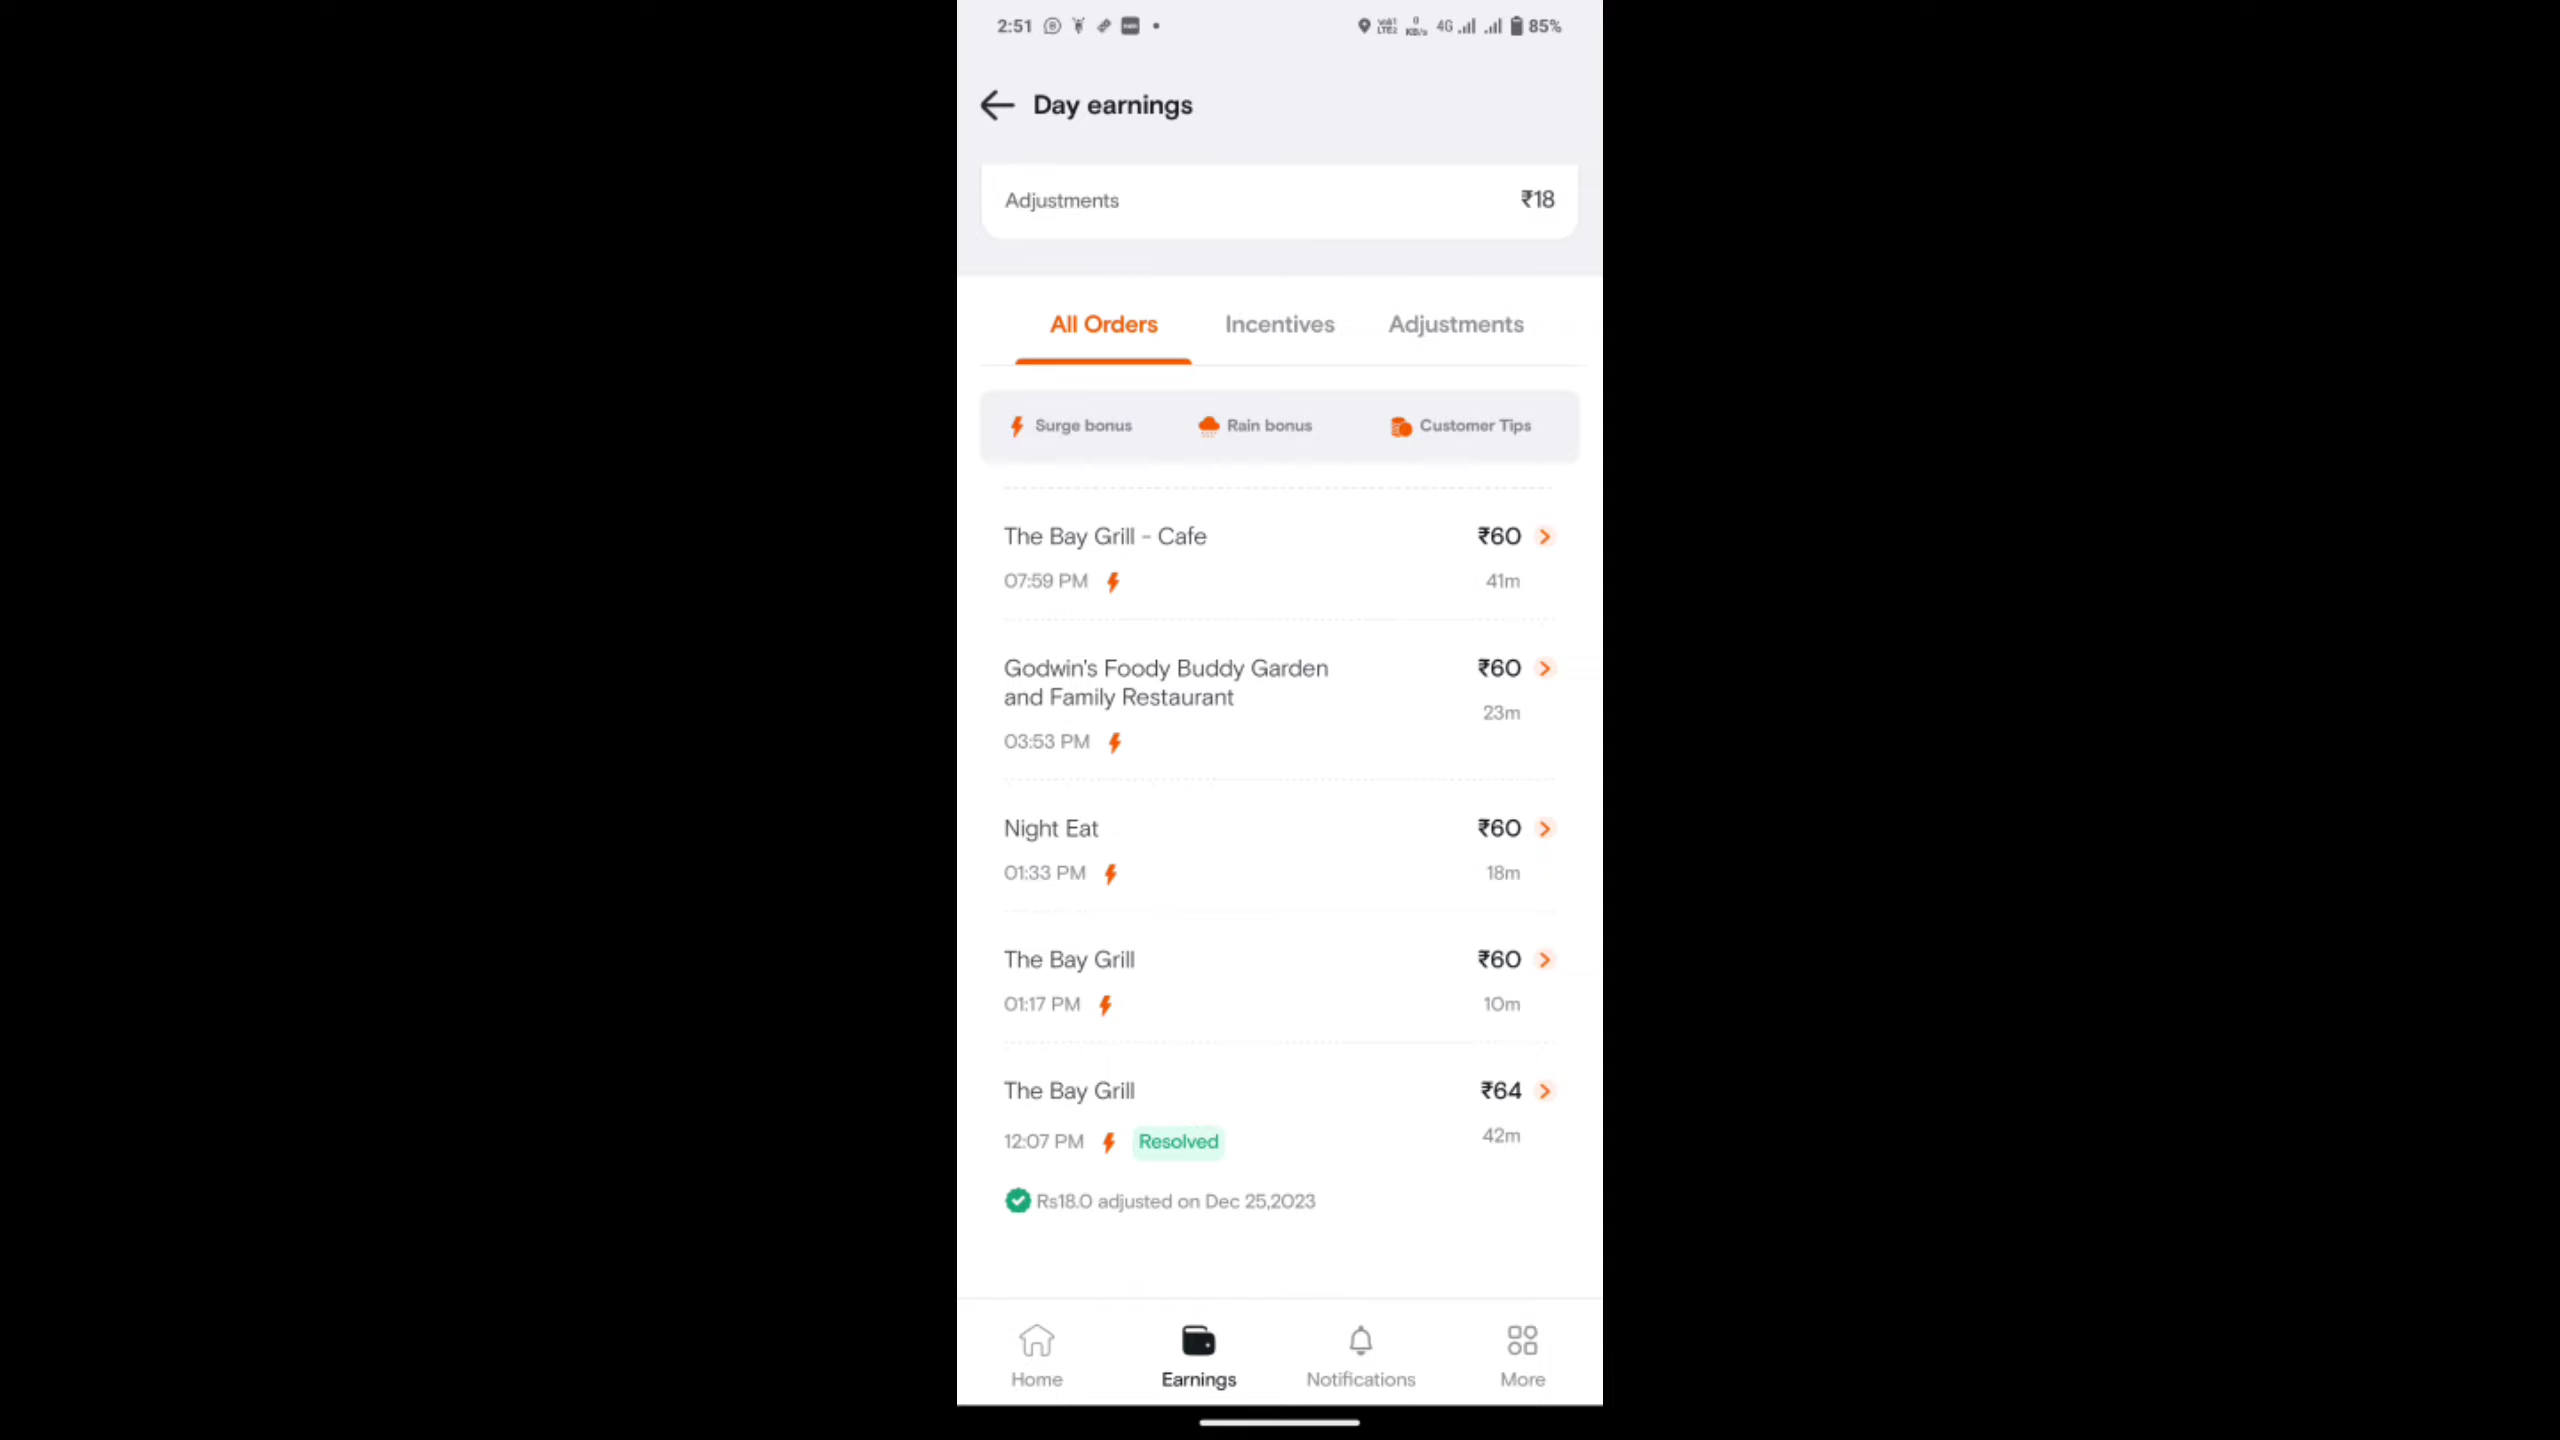 2:51
4G
85%
Day earnings
Adjustments ₹18
All Orders Incentives Adjustments
Surge bonus Rain bonus Customer Tips
The Bay Grill - Cafe ₹60
07:59 PM 41m
Godwin's Foody Buddy Garden ₹60
and Family Restaurant
23m
03:53 PM
Night Eat ₹60
01:33 PM 18m
The Bay Grill ₹60
01:17 PM 10m
The Bay Grill ₹64
12:07 PM Resolved 42m
Rs18.0 adjusted on Dec 25,2023
Home Earnings Notifications More